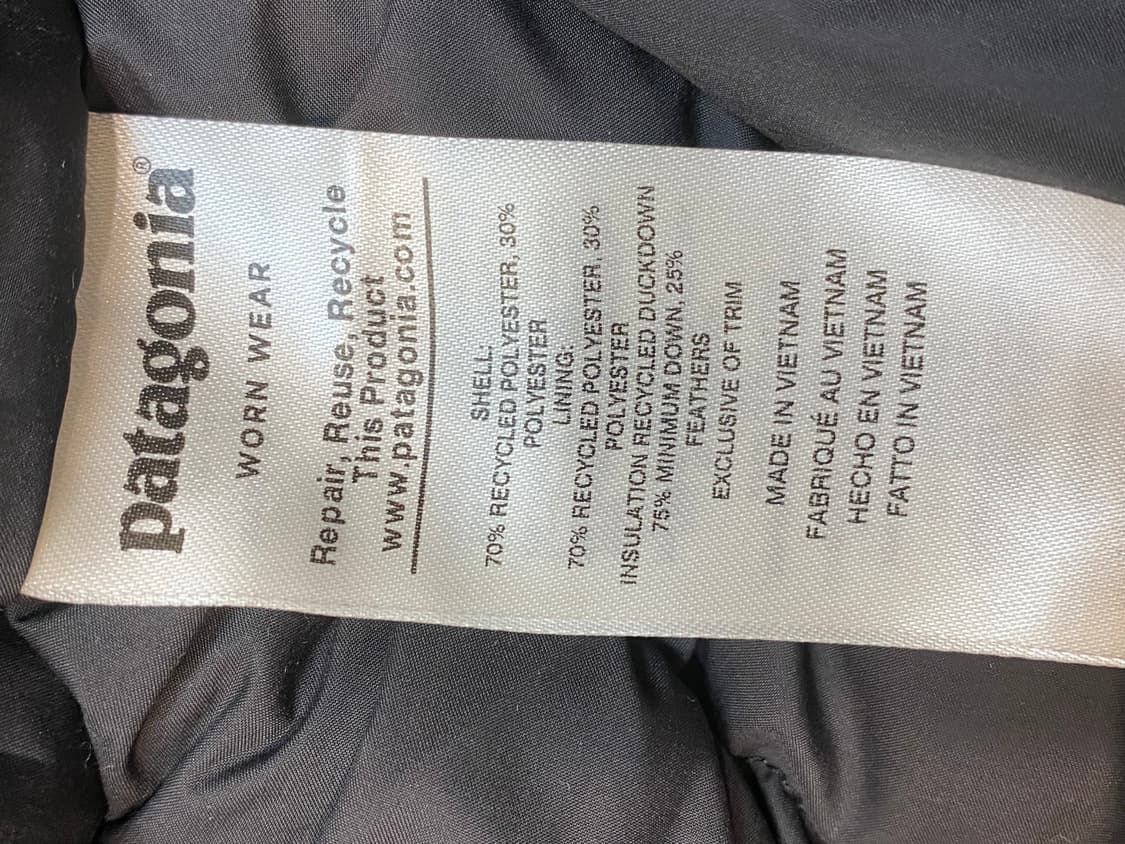 patagonia®
WORN WEAR
Repair, Reuse, Recycle
This Product
www.patagonia.com
SHELL:
70% RECYCLED POLYESTER, 30%
POLYESTER
LINING:
70% RECYCLED POLYESTER, 30%
POLYESTER
INSULATION RECYCLED DUCKDOWN
75% MINIMUM DOWN, 25%
FEATHERS
EXCLUSIVE OF TRIM
MADE IN VIETNAM
FABRIQUÉ AU VIETNAM
HECHO EN VIETNAM
FATTO IN VIETNAM